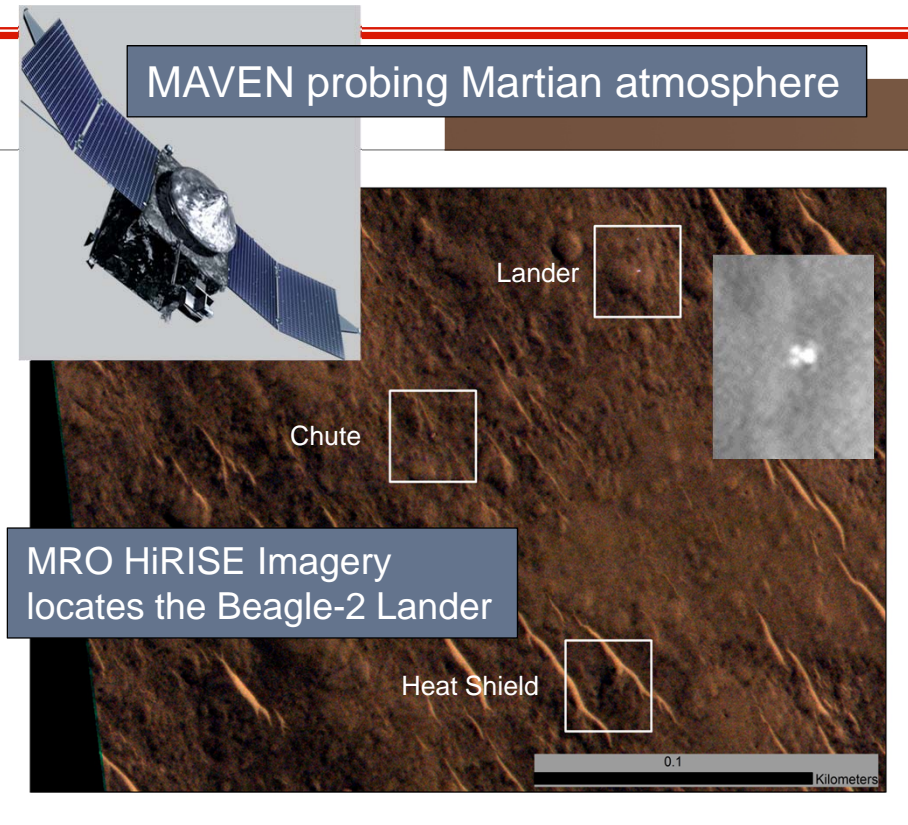 MAVEN probing Martian atmosphere
Lander
Chute
MRO HiRISE Imagery
locates the Beagle-2 Lander
Heat Shield
0.1
Kilometers